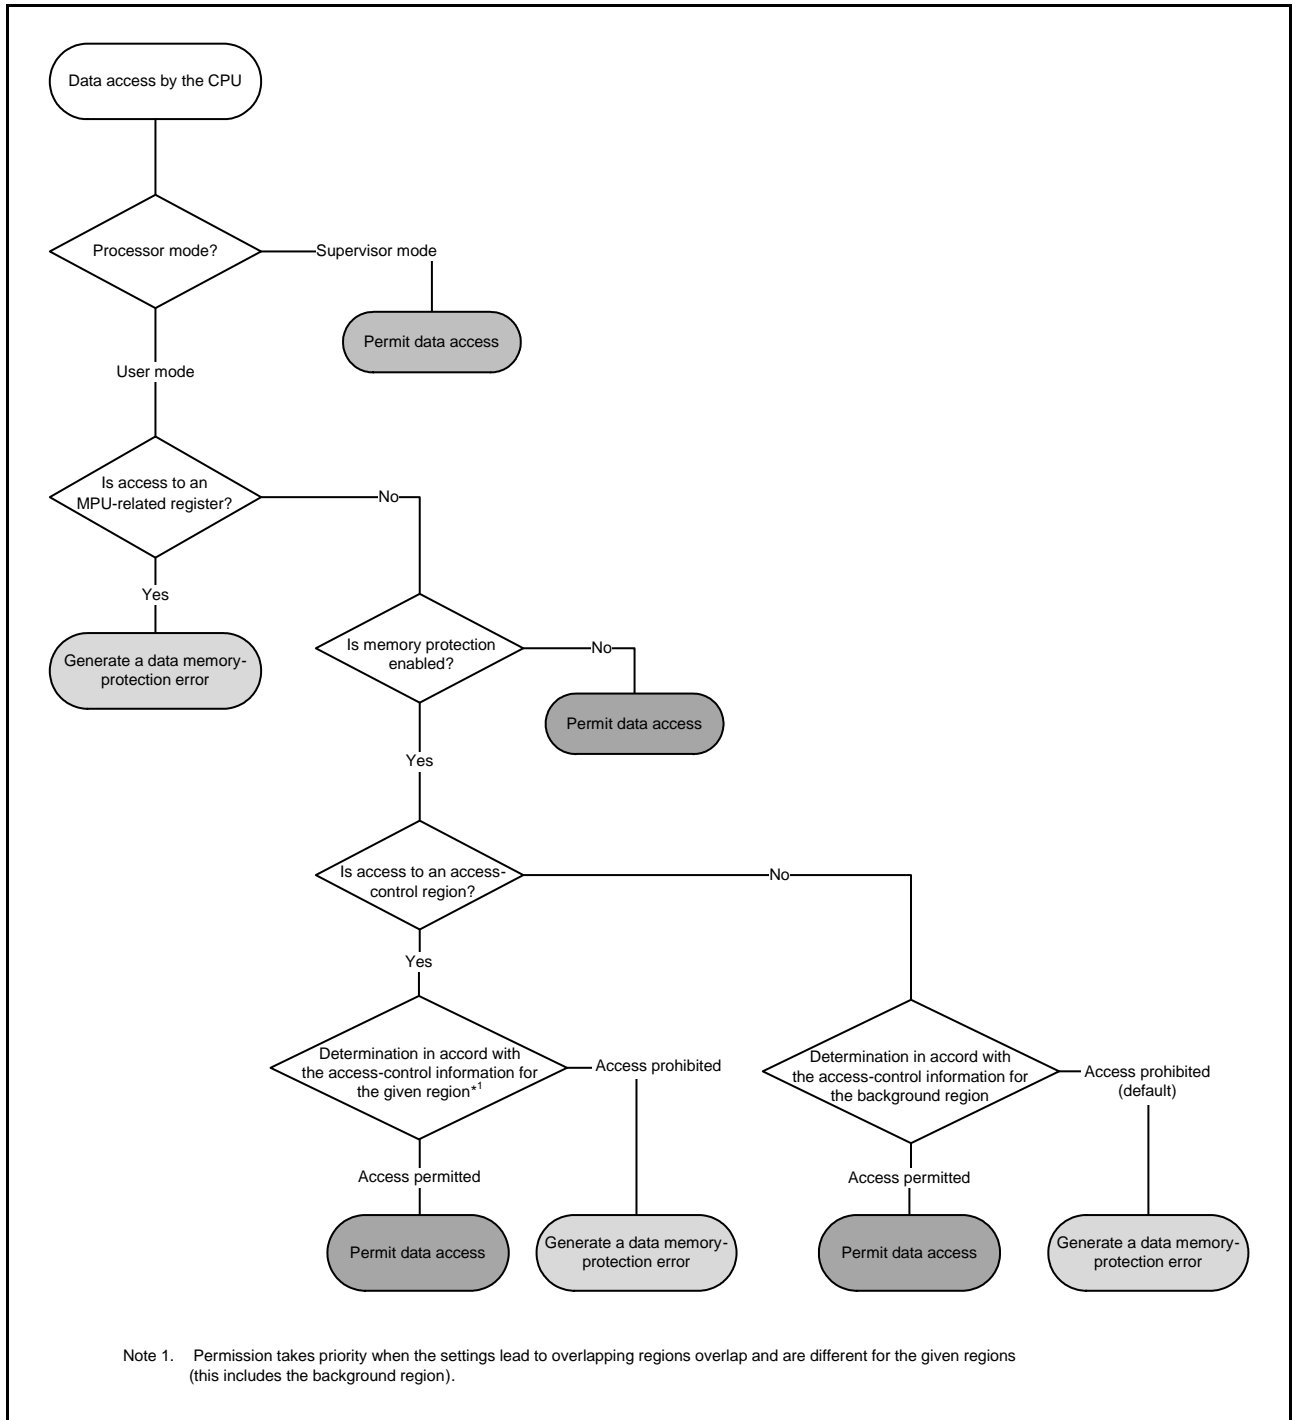 Data access by the CPU
Processor mode?
Supervisor mode
Permit data access
User mode
Is access to an
MPU-related register?
No
Yes
Generate a data memory-
protection error
Is memory protection
enabled?
No
Permit data access
Yes
Is access to an access-
control region?
No
Yes
Determination in accord with
the access-control information for
the given region*1
Access prohibited
Determination in accord with
the access-control information for
the background region
Access prohibited
(default)
Access permitted
Access permitted
Permit data access
Generate a data memory-
protection error
Permit data access
Generate a data memory-
protection error
Note 1. Permission takes priority when the settings lead to overlapping regions overlap and are different for the given regions
(this includes the background region).